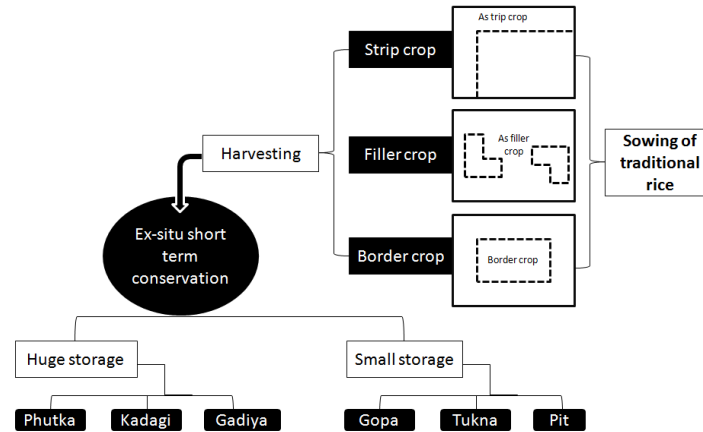 As trip crop
Strip crop
Harvesting
Filler crop
As filler
crop
Sowing of
traditional
rice
Ex-situ short
term
conservation
Border crop
Border crop
Huge storage
Small storage
Phutka
Kadagi
Gadiya
Gopa
Tukna
Pit